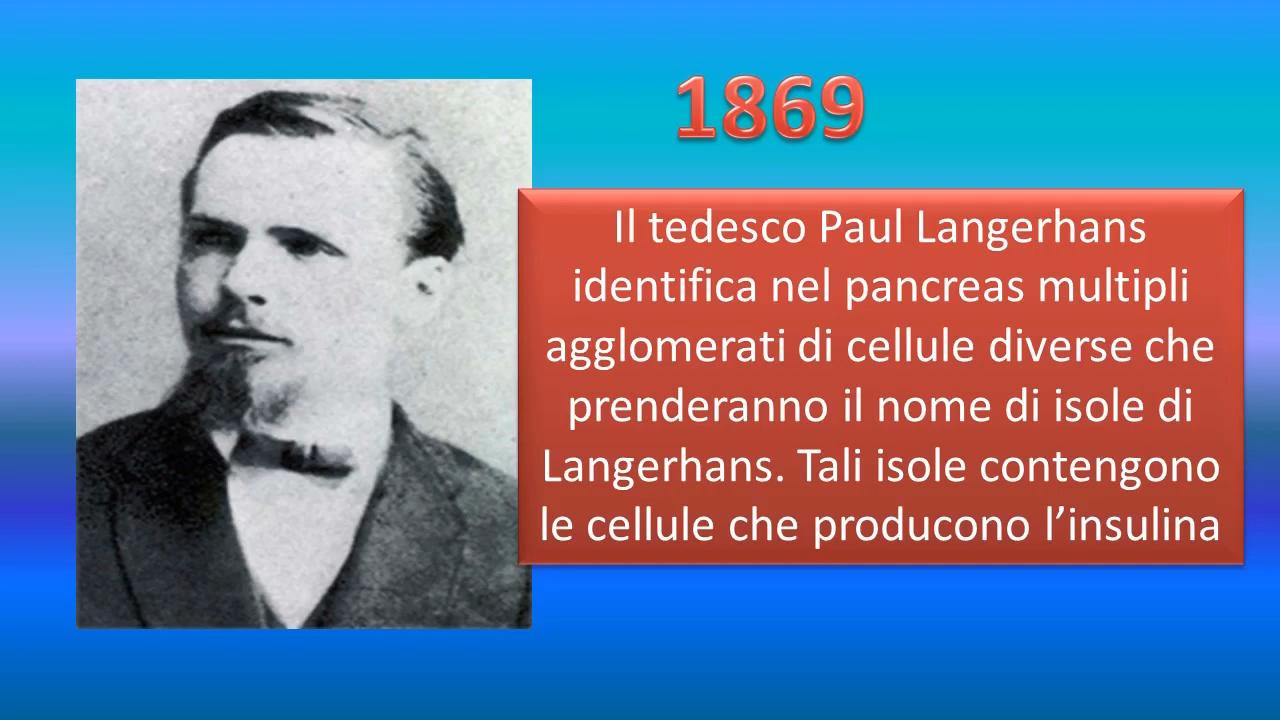 1869
Il tedesco Paul Langerhans
identifica nel pancreas multipli
agglomerati di cellule diverse che
prenderanno il nome di isole di
Langerhans. Tali isole contengono
le cellule che producono l’insulina